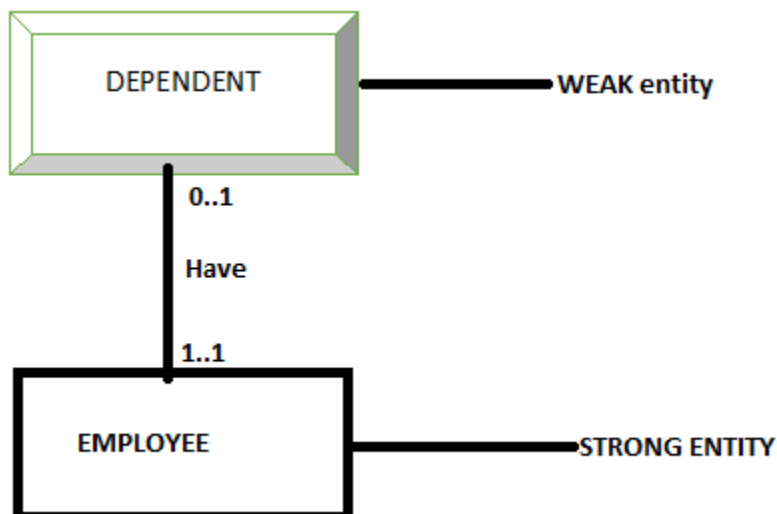 DEPENDENT
WEAK entity
0..1
Have
1..1
EMPLOYEE
STRONG ENTITY